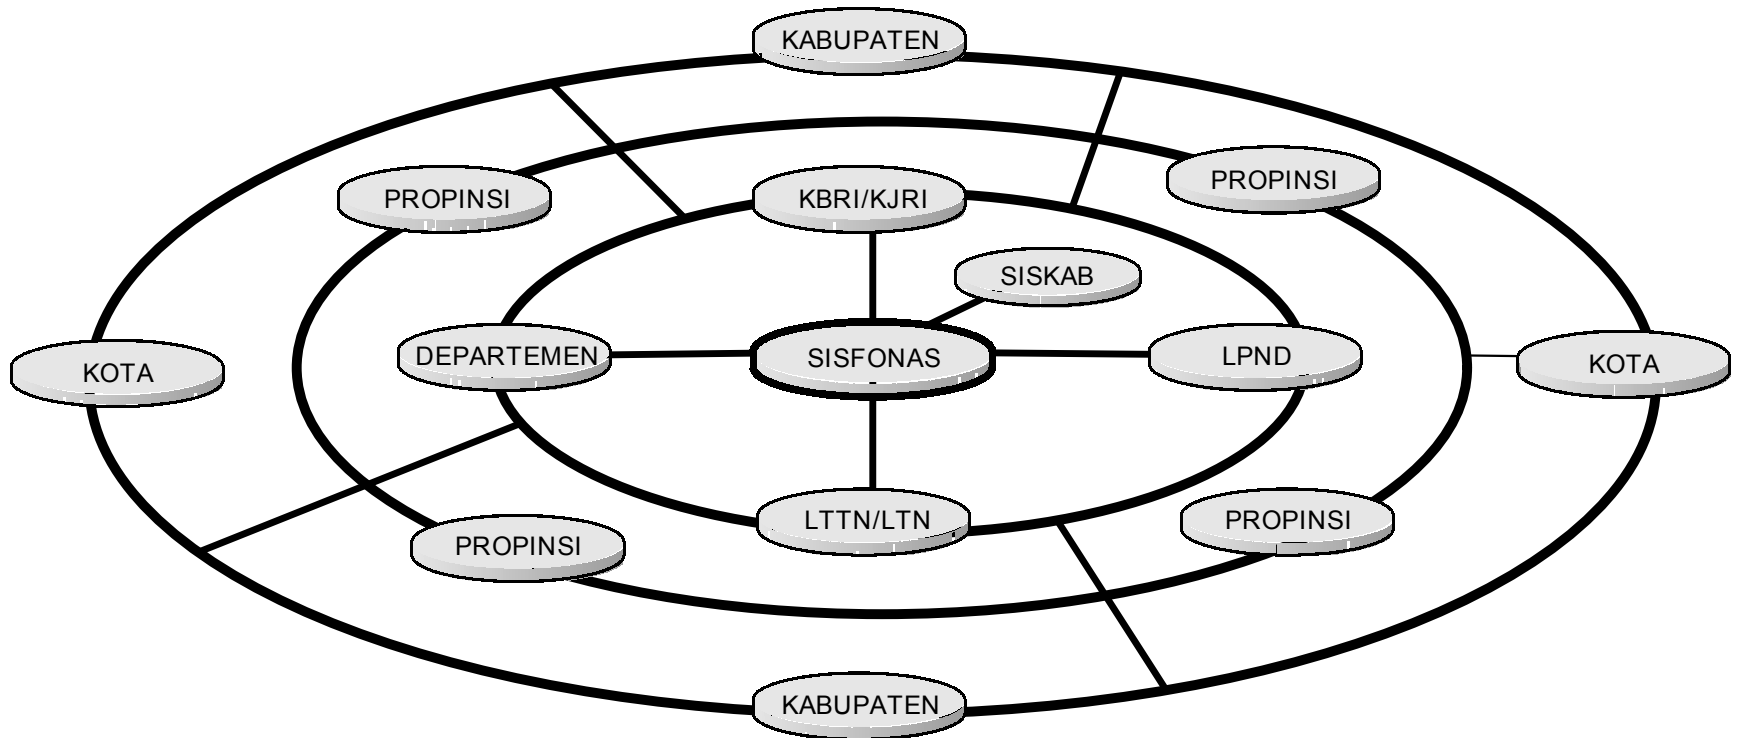 KABUPATEN
PROPINSI
KBRI/KJRI
PROPINSI
SISKAB
KOTA
DEPARTEMEN
SISFONAS
LPND
KOTA
PROPINSI
LTTN/LTN
PROPINSI
KABUPATEN